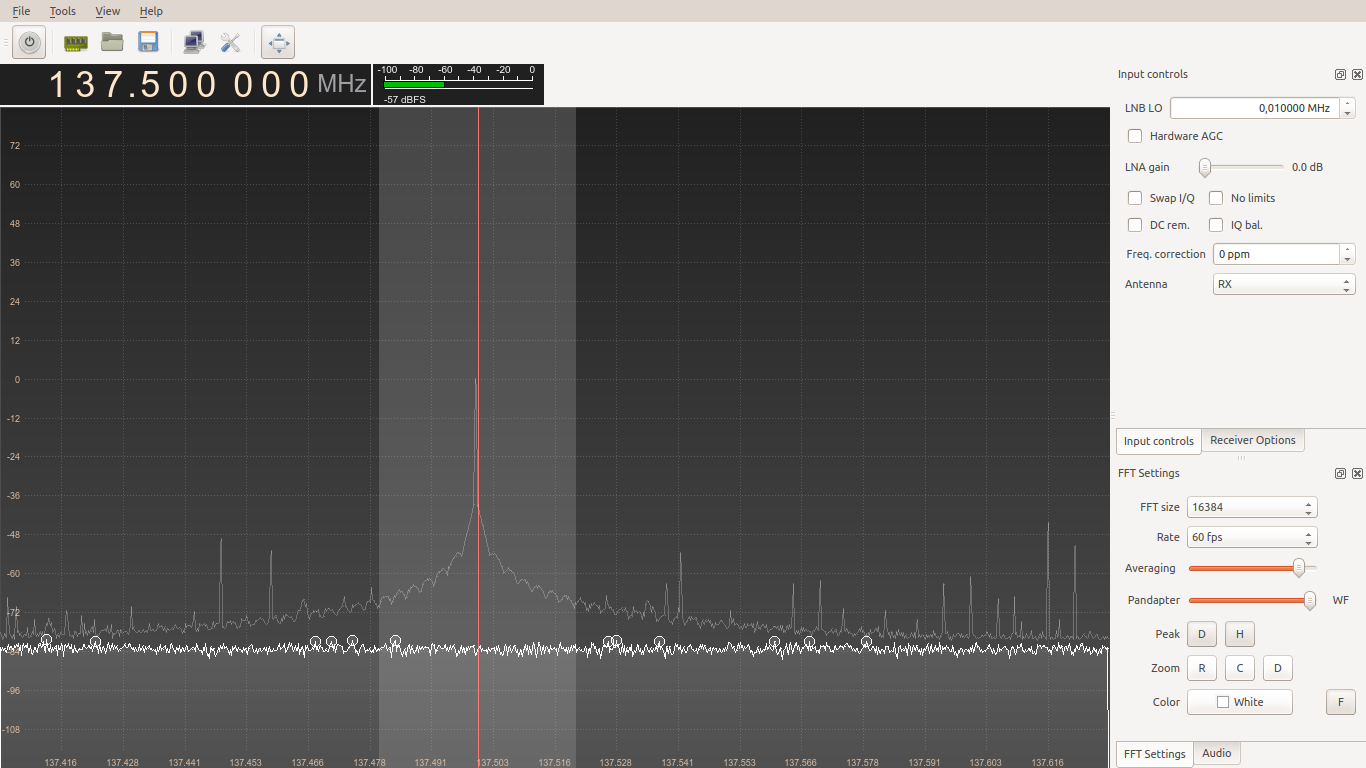 File Tools View Help
137.500 000 MHz
-100 -80 -60 -40 -20 0
-57 dBFS
72
60
48
36
24
12
0
-12
-24
-36
-48
-60
-72
-84
-96
-108
137.416 137.428 137.441 137.453 137.466 137.478 137.491 137.503 137.516 137.528 137.541 137.553 137.566 137.578 137.591 137.603 137.616
Input controls
LNB LO 0,010000 MHz
Hardware AGC
LNA gain 0.0 dB
Swap I/Q No limits
DC rem. IQ bal.
Freq. correction 0 ppm
Antenna RX
Input controls Receiver Options
FFT Settings
FFT size 16384
Rate 60 fps
Averaging
Pandapter WF
Peak D H
Zoom R C D
Color White F
FFT Settings Audio